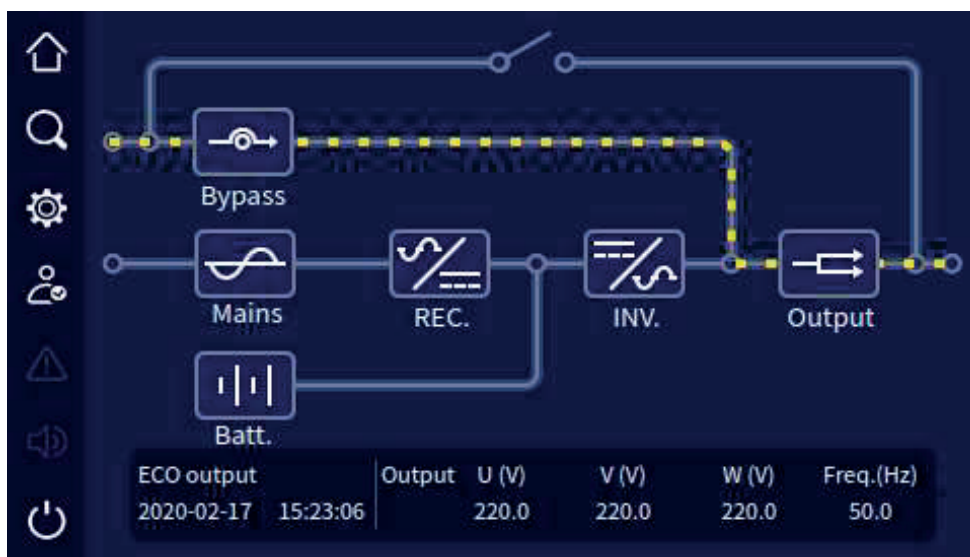 Bypass
Mains
REC.
INV.
Output
Batt.
ECO output Output U (V) V (V) W (V) Freq.(Hz)
2020-02-17 15:23:06 220.0 220.0 220.0 50.0